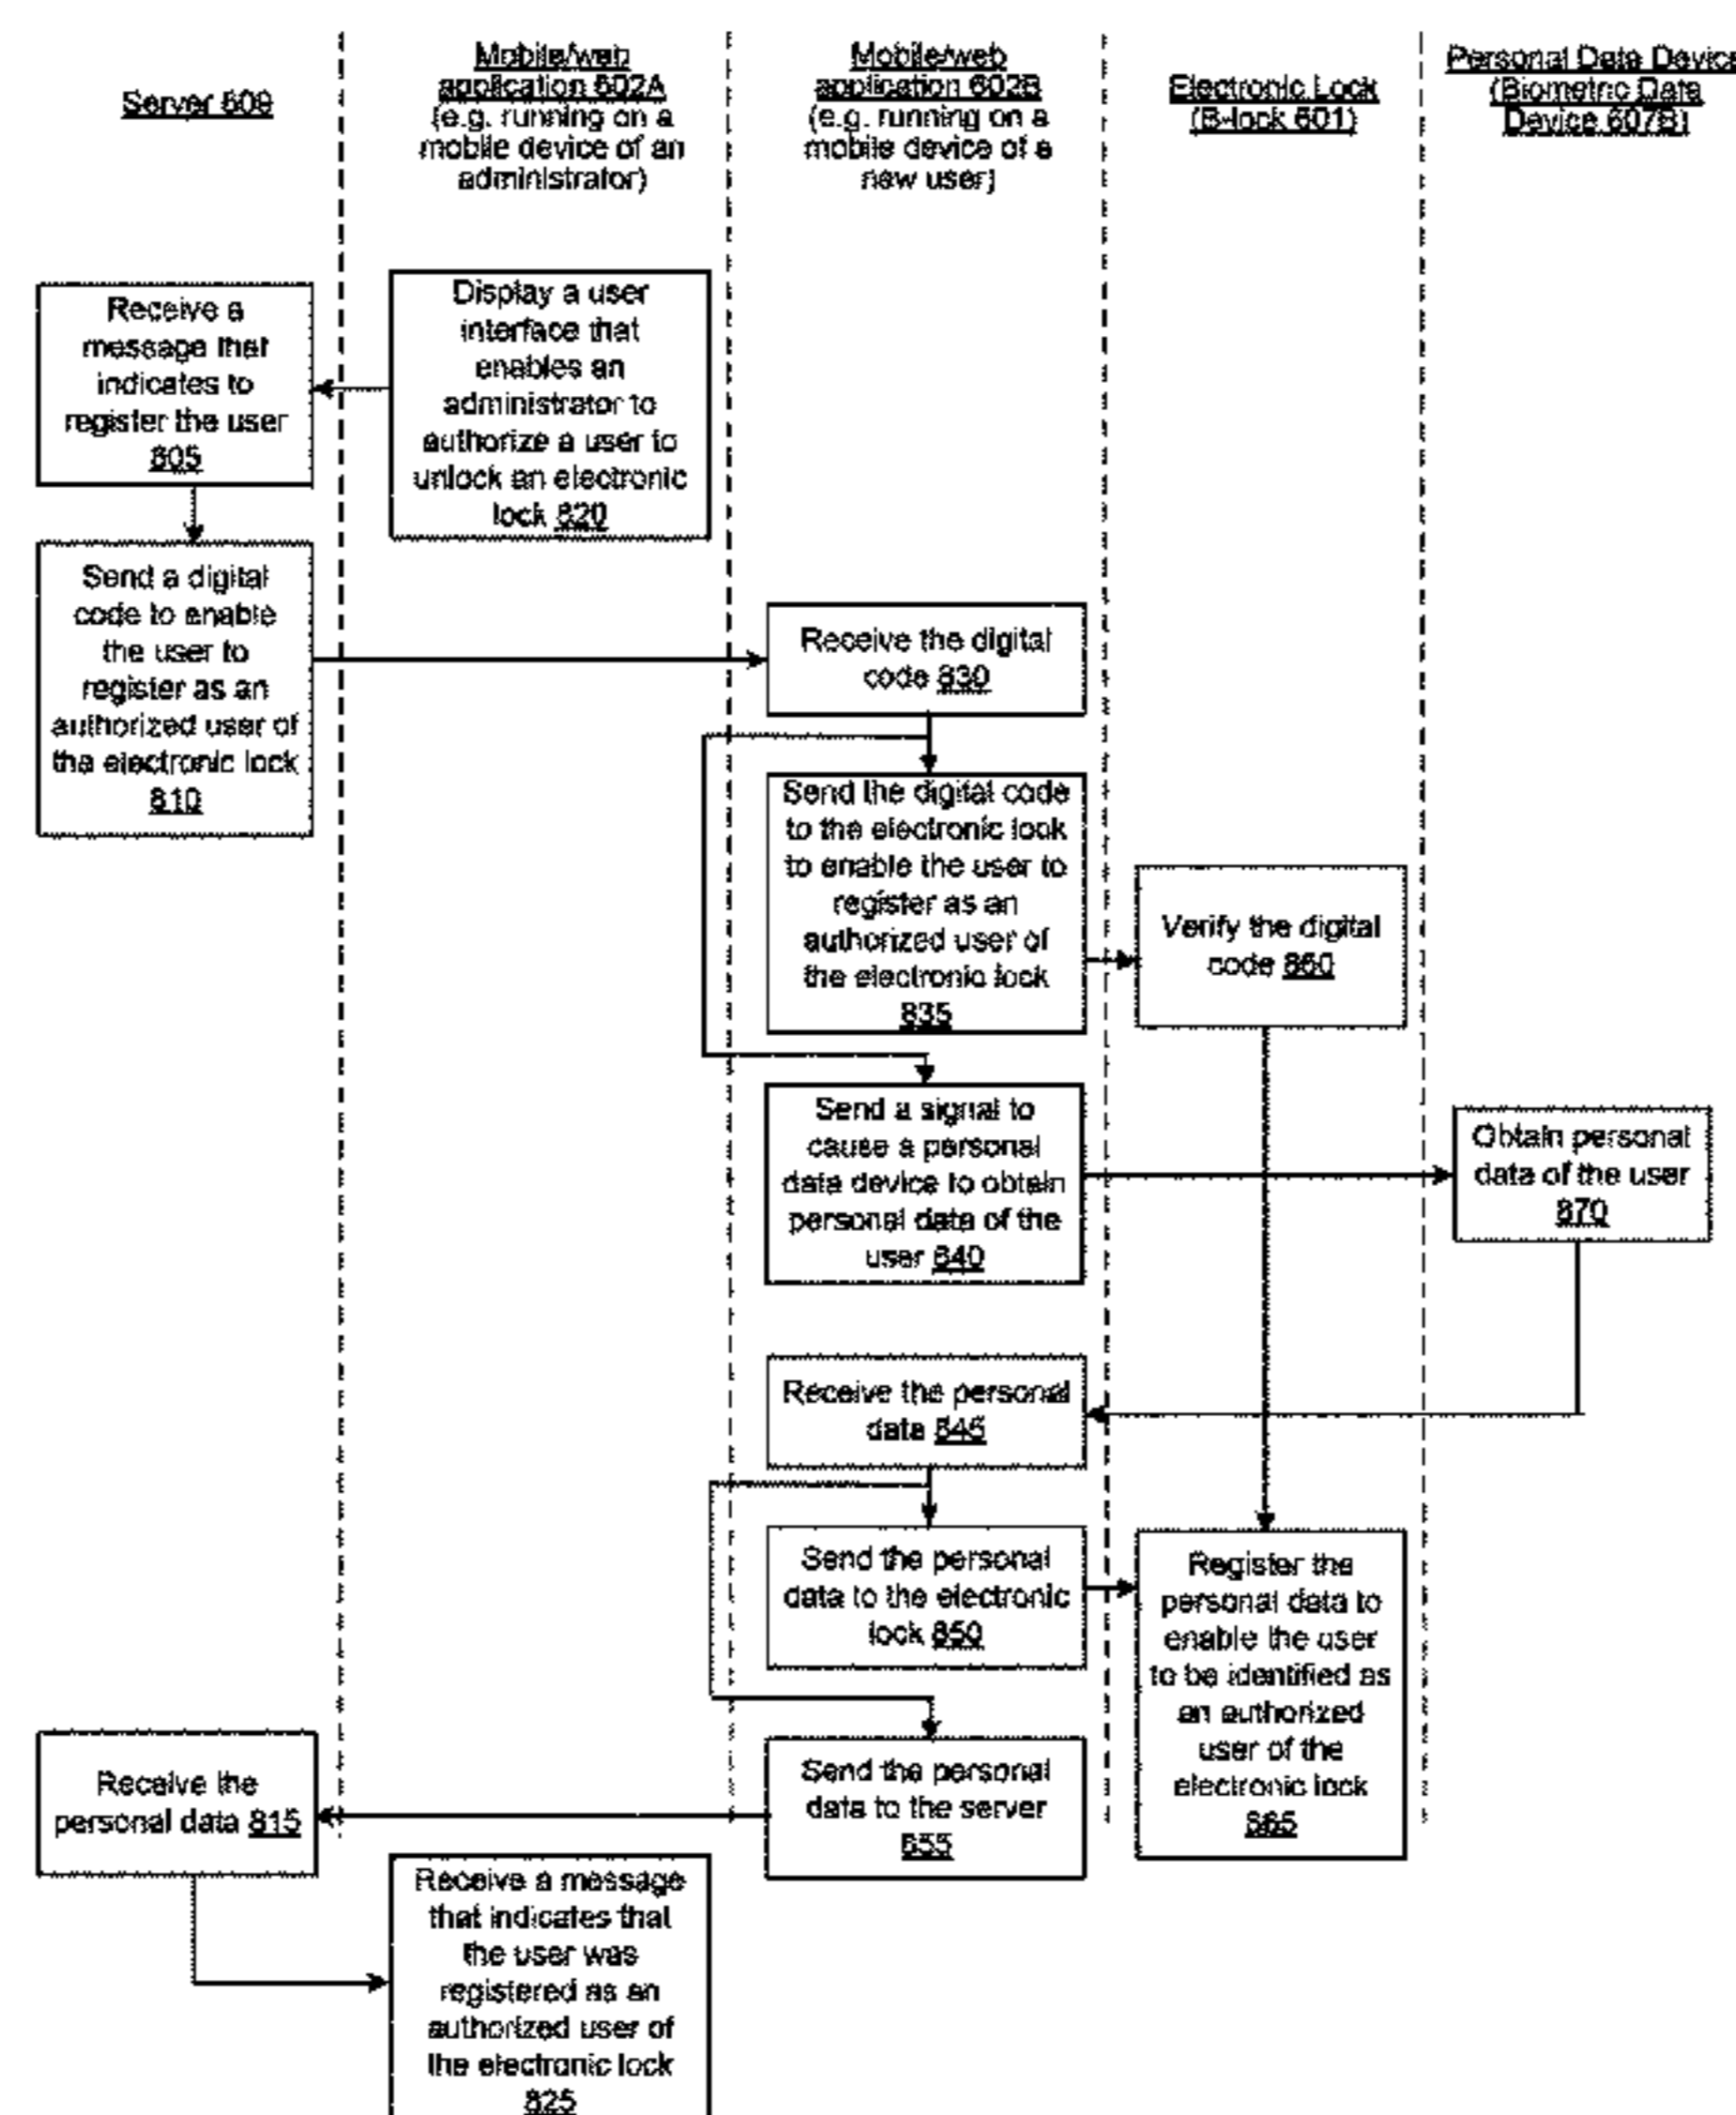 Server 609
Mobile/web
application 602A
(e.g. running on a
mobile device of an
administrator)
Mobile/web
application 602B
(e.g. running on a
mobile device of a
new user)
Electronic Lock
(B-lock 601)
Personal Data Device
(Biometric Data
Device 607B)
Receive a
message that
indicates to
register the user
805
Display a user
interface that
enables an
administrator to
authorize a user to
unlock an electronic
lock 820
Send a digital
code to enable
the user to
register as an
authorized user of
the electronic lock
810
Receive the digital
code 830
Send the digital code
to the electronic lock
to enable the user to
register as an
authorized user of
the electronic lock
835
Verify the digital
code 860
Send a signal to
cause a personal
data device to obtain
personal data of the
user 840
Obtain personal
data of the user
870
Receive the personal
data 845
Send the personal
data to the electronic
lock 850
Register the
personal data to
enable the user
to be identified as
an authorized
user of the
electronic lock
865
Send the personal
data to the server
855
Receive the
personal data 815
Receive a message
that indicates that
the user was
registered as an
authorized user of
the electronic lock
825